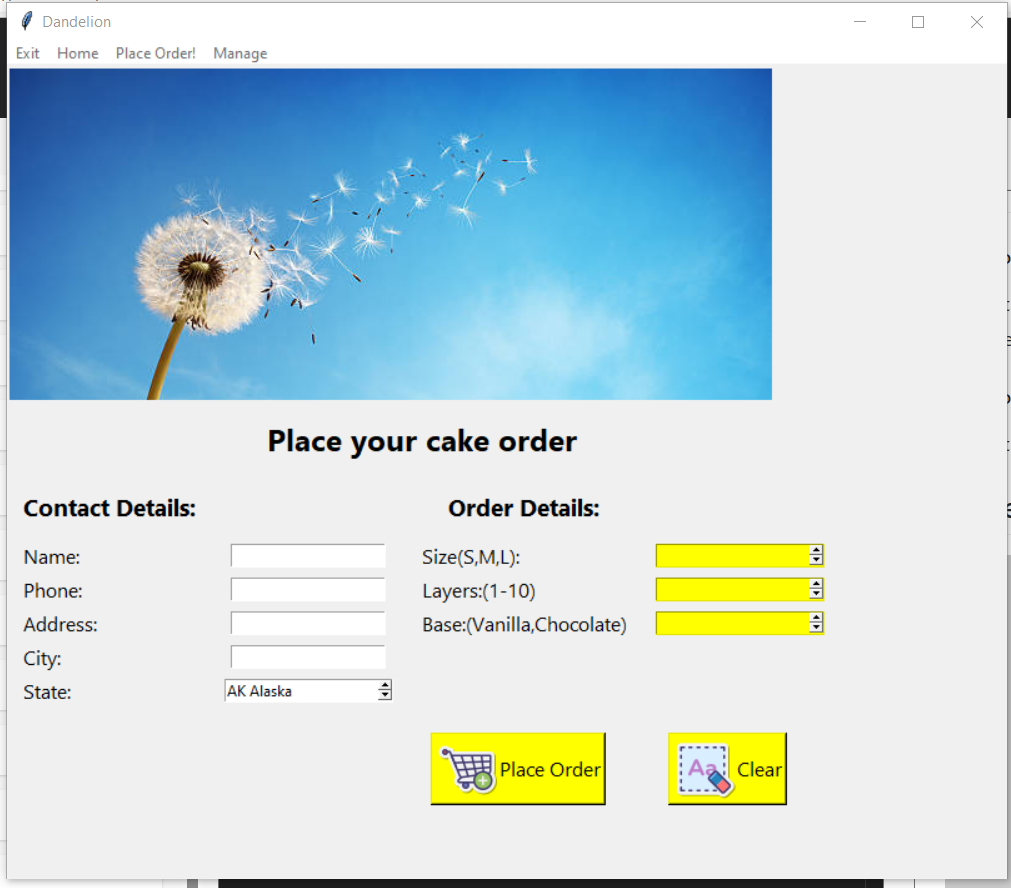 Dandelion
Exit Home Place Order! Manage
Place your cake order
Contact Details:
Order Details:
Name:
Size(S,M,L):
Phone:
Layers:(1-10)
Address:
Base:(Vanilla,Chocolate)
City:
State:
AK Alaska
Place Order
Aa
Clear